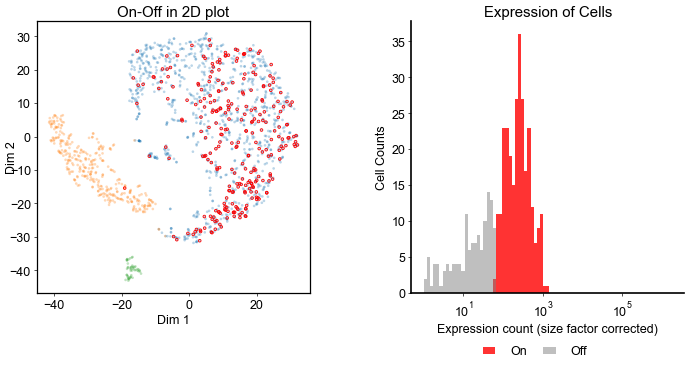 On-Off in 2D plot
Dim 2
30
20
10
0
−10
−20
−30
−40
−40
−20
0
20
Dim 1
Expression of Cells
Cell Counts
35
30
25
20
15
10
5
0
10^1
10^3
10^5
Expression count (size factor corrected)
On
Off